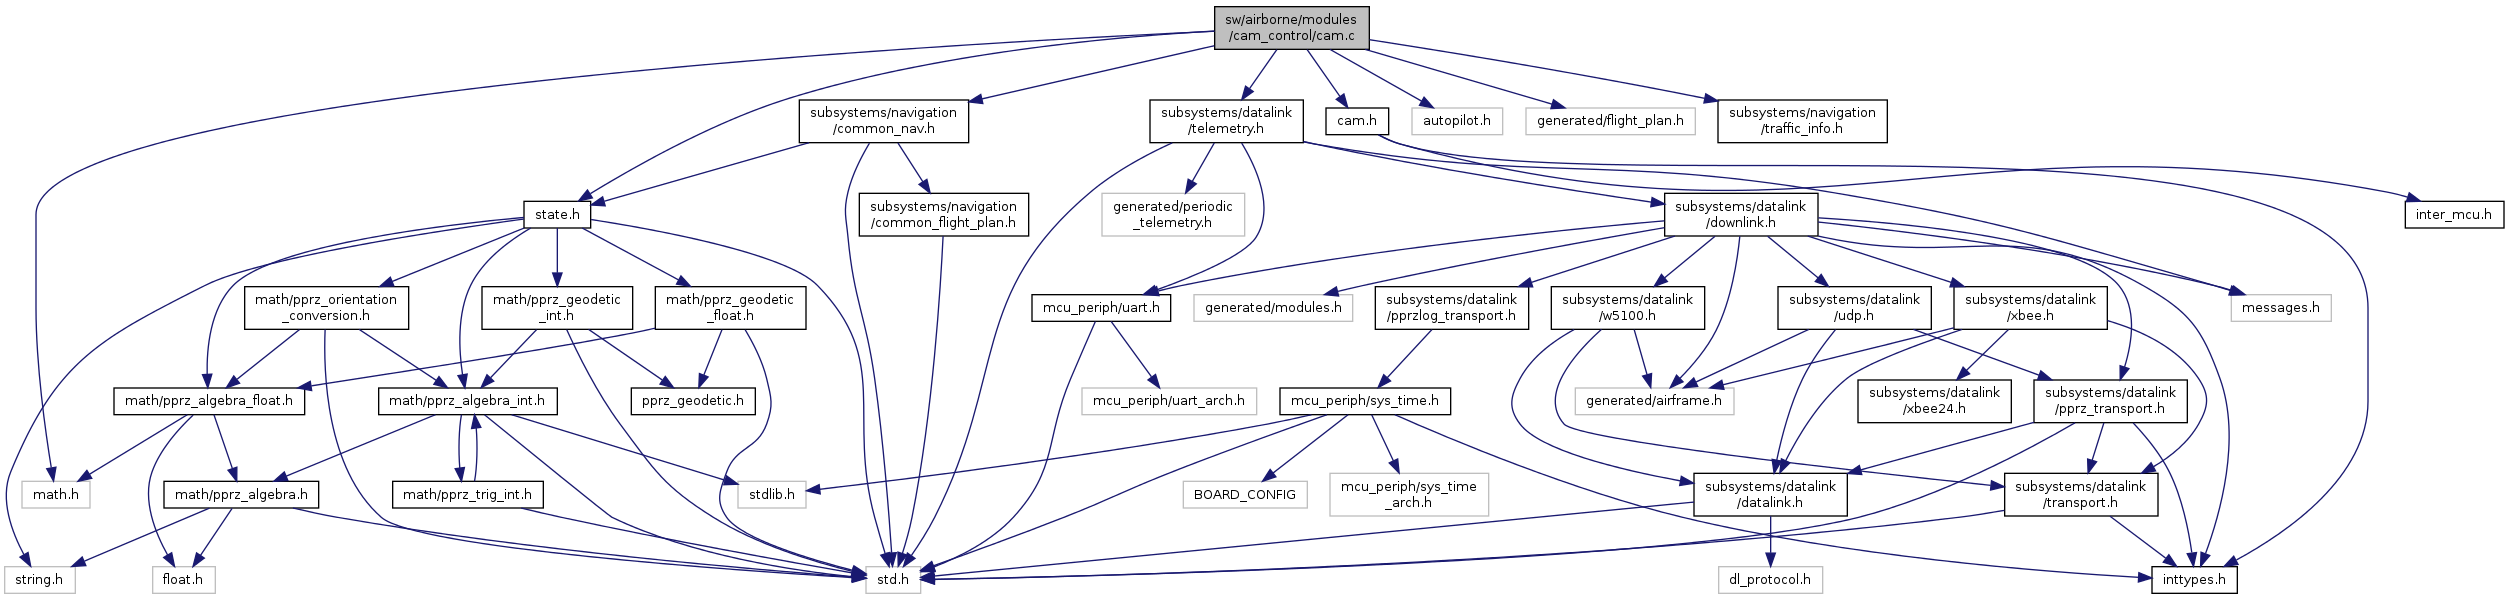 sw/airborne/modules
/cam_control/cam.c
subsystems/navigation
/common_nav.h
subsystems/datalink
/telemetry.h
cam.h
autopilot.h
generated/flight_plan.h
subsystems/navigation
/traffic_info.h
state.h
subsystems/navigation
/common_flight_plan.h
generated/periodic
_telemetry.h
subsystems/datalink
/downlink.h
inter_mcu.h
math/pprz_orientation
_conversion.h
math/pprz_geodetic
_int.h
math/pprz_geodetic
_float.h
mcu_periph/uart.h
generated/modules.h
subsystems/datalink
/pprzlog_transport.h
subsystems/datalink
/w5100.h
subsystems/datalink
/udp.h
subsystems/datalink
/xbee.h
messages.h
math/pprz_algebra_float.h
math/pprz_algebra_int.h
pprz_geodetic.h
mcu_periph/uart_arch.h
mcu_periph/sys_time.h
generated/airframe.h
subsystems/datalink
/xbee24.h
subsystems/datalink
/pprz_transport.h
math.h
math/pprz_algebra.h
math/pprz_trig_int.h
stdlib.h
BOARD_CONFIG
mcu_periph/sys_time
_arch.h
subsystems/datalink
/datalink.h
subsystems/datalink
/transport.h
string.h
float.h
std.h
dl_protocol.h
inttypes.h